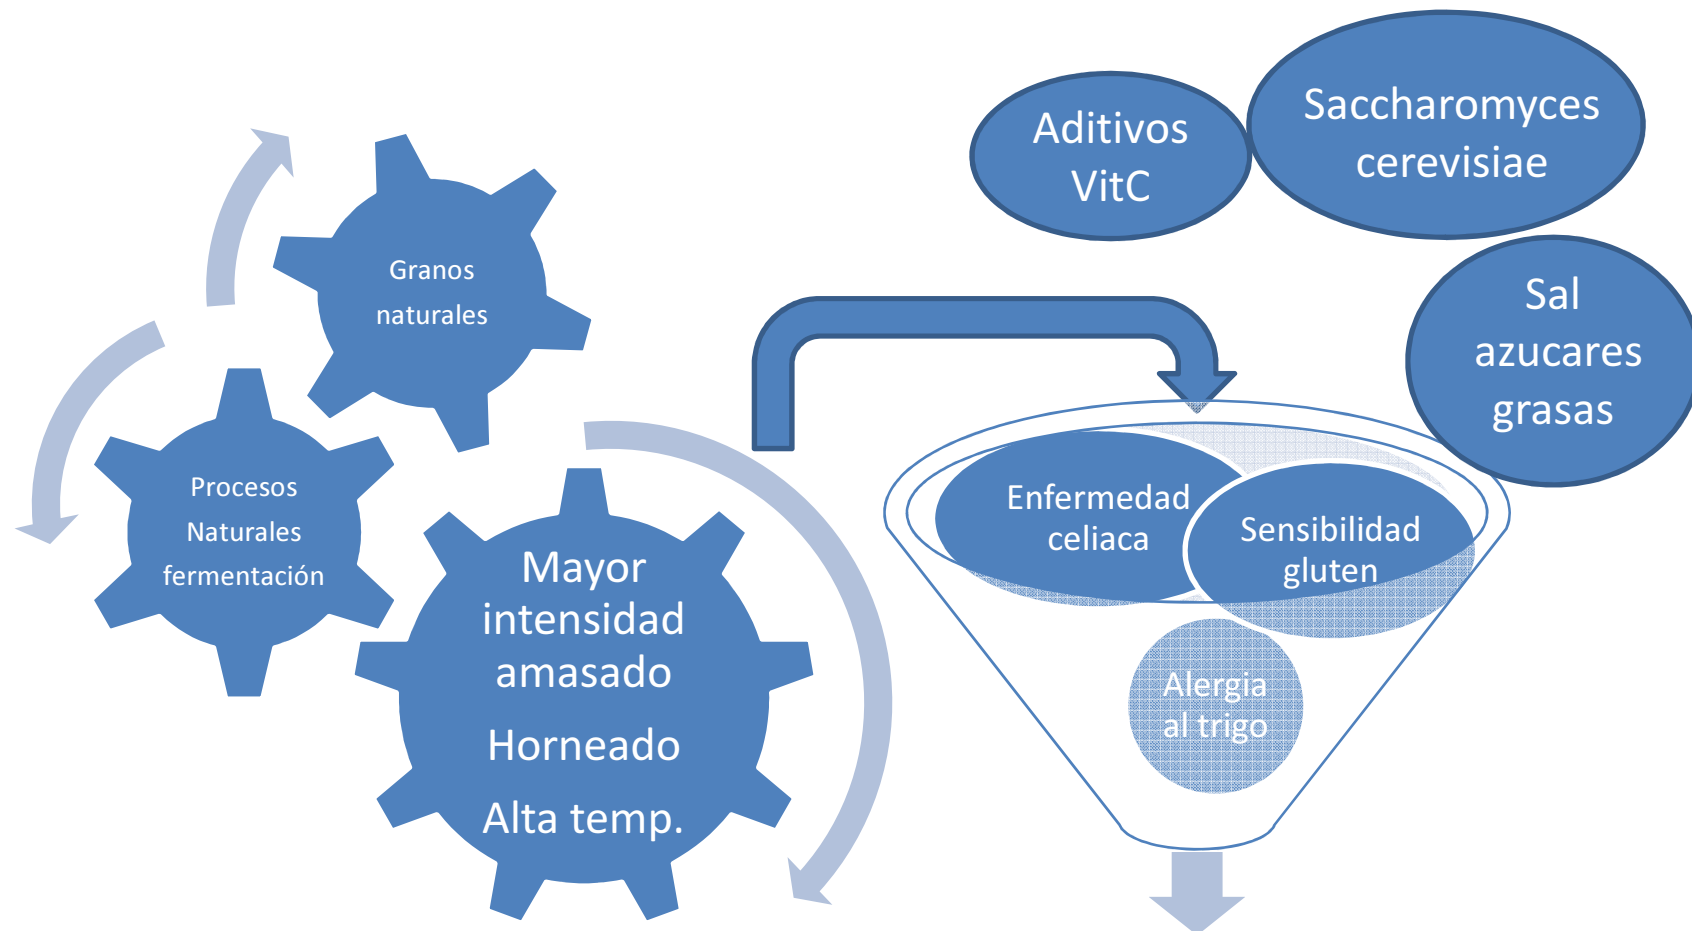 Granos
naturales
Procesos
Naturales
fermentación
Mayor
intensidad
amasado
Horneado
Alta temp.
Aditivos
VitC
Saccharomyces
cerevisiae
Sal
azucares
grasas
Enfermedad
celiaca
Sensibilidad
gluten
Alergia
al trigo